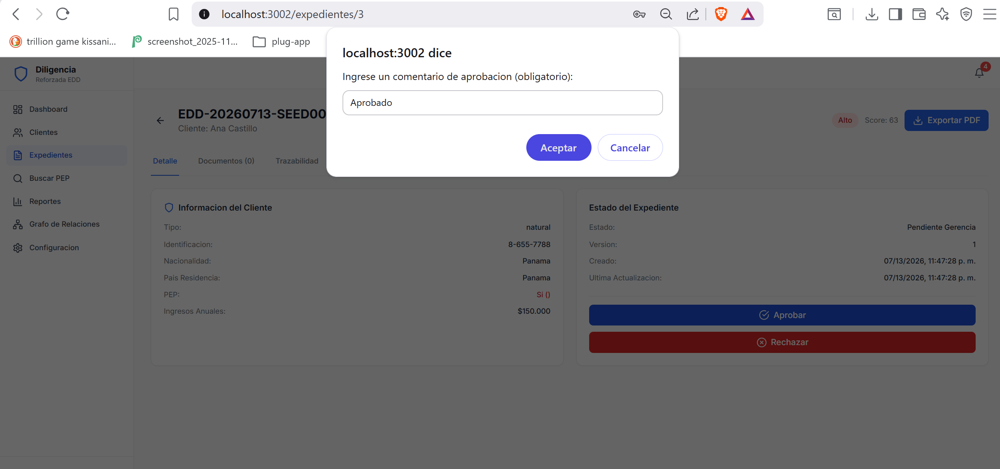 localhost:3002/expedientes/3
trillion game kissani...
screenshot_2025-11...
plug-app
localhost:3002 dice
Ingrese un comentario de aprobacion (obligatorio):
Aprobado
Aceptar
Cancelar
Diligencia
Reforzada EDD
4
Dashboard
Clientes
Expedientes
Buscar PEP
Reportes
Grafo de Relaciones
Configuracion
EDD-20260713-SEED00
Cliente: Ana Castillo
Alto
Score: 63
Exportar PDF
Detalle
Documentos (0)
Trazabilidad
Informacion del Cliente
Tipo: natural
Identificacion: 8-655-7788
Nacionalidad: Panama
Pais Residencia: Panama
PEP: Si ()
Ingresos Anuales: $150.000
Estado del Expediente
Estado: Pendiente Gerencia
Version: 1
Creado: 07/13/2026, 11:47:28 p. m.
Ultima Actualizacion: 07/13/2026, 11:47:28 p. m.
Aprobar
Rechazar